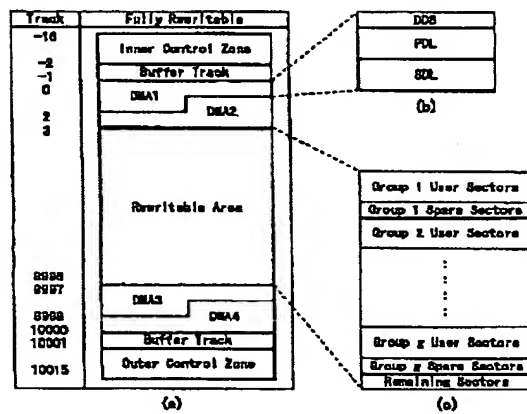 Track
Fully Rewritable
-16
Inner Control Zone
-2
Buffer Track
-1
0
DMA1
DMA2
2
3
Rewritable Area
9996
9997
DMA3
9999
DMA4
10000
Buffer Track
10001
Outer Control Zone
10015
(a)
DDS
PDL
SDL
(b)
Group 1 User Sectors
Group 1 Spare Sectors
Group 2 User Sectors
Group g User Sectors
Group g Spare Sectors
Remaining Sectors
(c)